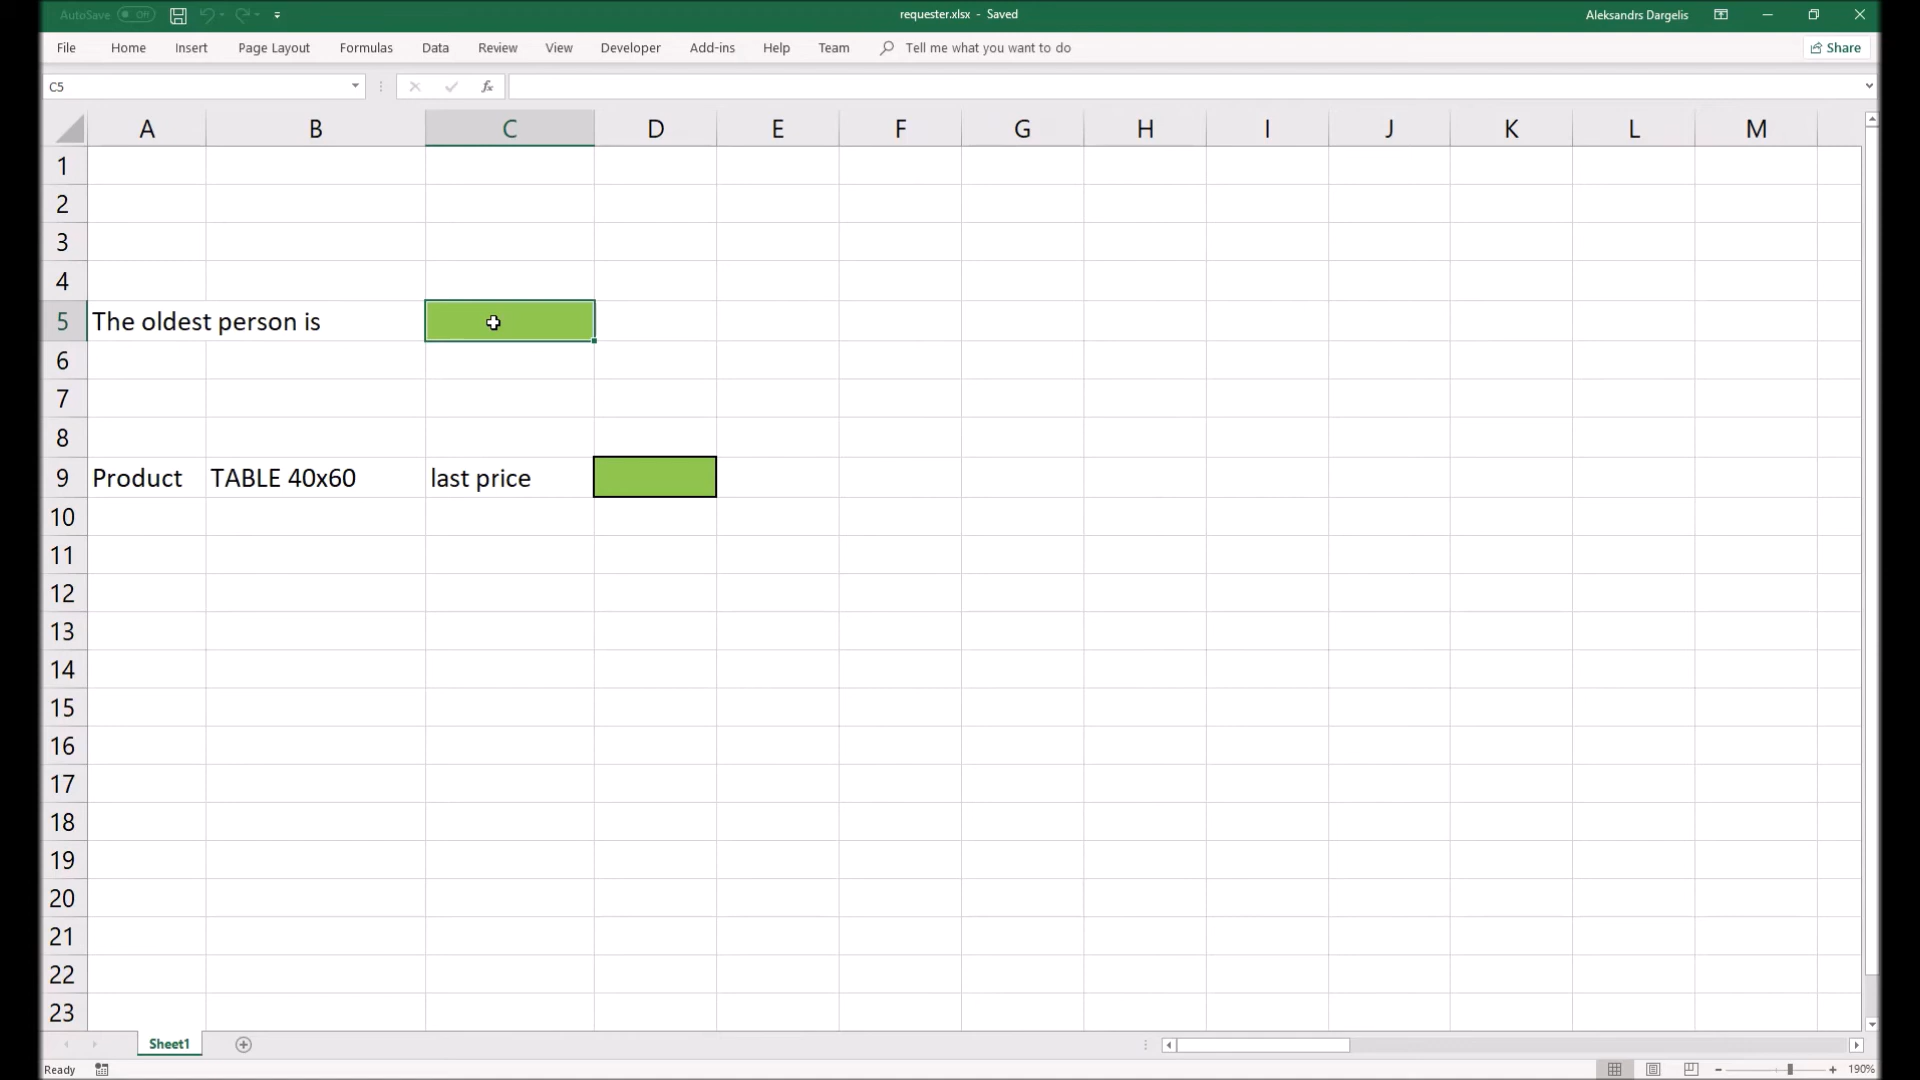 AutoSave Off
requester.xlsx - Saved
Aleksandrs Dargelis
File Home Insert Page Layout Formulas Data Review View Developer Add-ins Help Team Tell me what you want to do Share
C5 fx
A B C D E F G H I J K L M
1
2
3
4
5 The oldest person is
6
7
8
9 Product TABLE 40x60 last price
10
11
12
13
14
15
16
17
18
19
20
21
22
23
Sheet1
Ready 190%